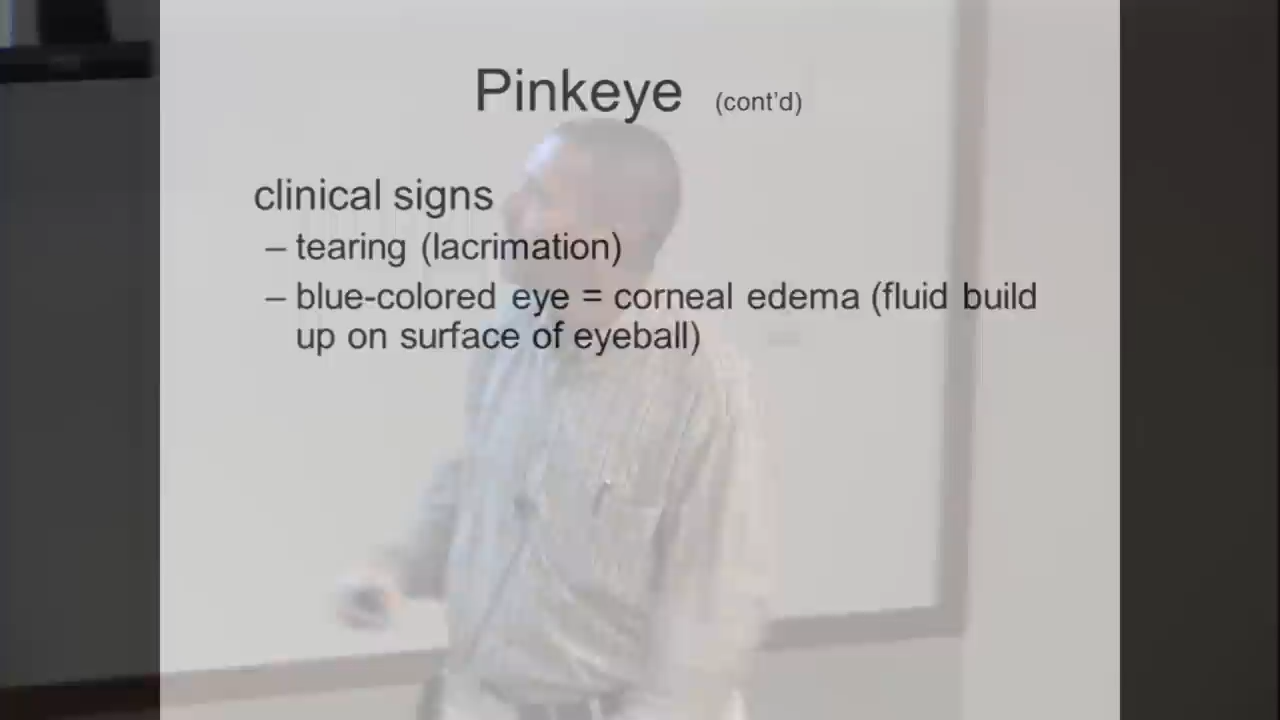 Pinkeye (cont'd)
clinical signs
– tearing (lacrimation)
– blue-colored eye = corneal edema (fluid build
up on surface of eyeball)